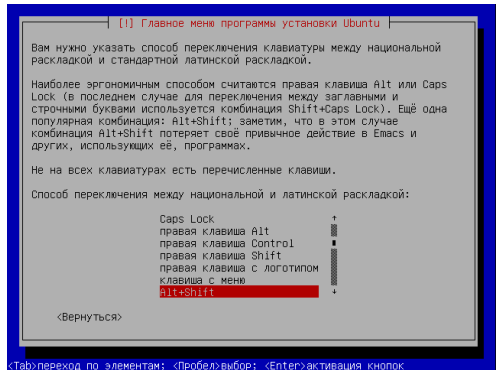 [!] Главное меню программы установки Ubuntu
Вам нужно указать способ переключения клавиатуры между национальной
раскладкой и стандартной латинской раскладкой.
Наиболее эргономичным способом считаются правая клавиша Alt или Caps
Lock (в последнем случае для переключения между заглавными и
строчными буквами используется комбинация Shift+Caps Lock). Ещё одна
популярная комбинация: Alt+Shift; заметим, что в этом случае
комбинация Alt+Shift потеряет своё привычное действие в Emacs и
других, использующих её, программах.
Не на всех клавиатурах есть перечисленные клавиши.
Способ переключения между национальной и латинской раскладкой:
Caps Lock
правая клавиша Alt
правая клавиша Control
правая клавиша Shift
правая клавиша с логотипом
клавиша с меню
Alt+Shift
<Вернуться>
<Tab>переход по элементам; <Пробел>выбор; <Enter>активация кнопок